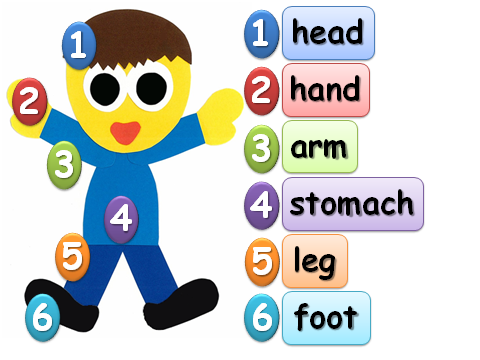 1
2
3
4
5
6
1 head
2 hand
3 arm
4 stomach
5 leg
6 foot